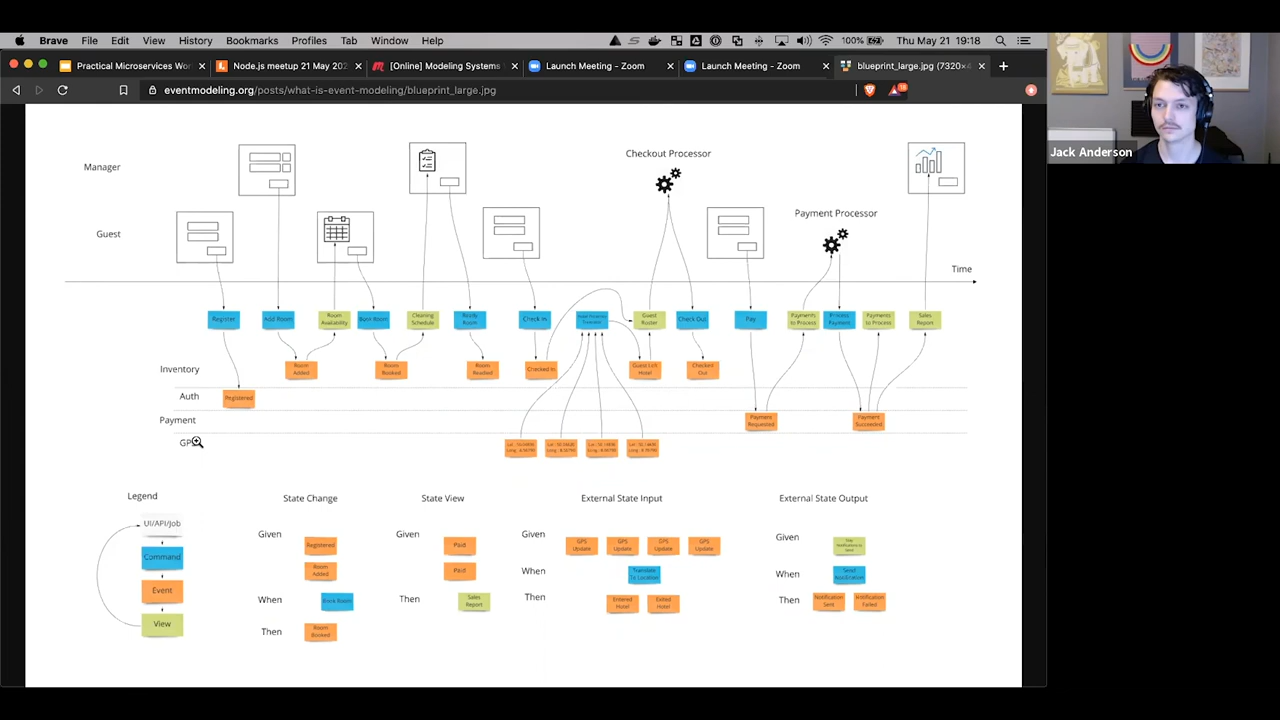 Brave File Edit View History Bookmarks Profiles Tab Window Help 100% Thu May 21 19:18
Practical Microservices Wor Node.js meetup 21 May 202 [Online] Modeling Systems Launch Meeting - Zoom Launch Meeting - Zoom blueprint_large.jpg (7320×4
eventmodeling.org/posts/what-is-event-modeling/blueprint_large.jpg
Jack Anderson
Manager
Checkout Processor
Guest
Payment Processor
Time
Register
Add Room
Room Availability
Book Room
Cleaning Schedule
Ready Room
Check In
Guest Roster
Check Out
Pay
Payments to Process
Process Payment
Payments to Process
Sales Report
Inventory
Room Added
Room Booked
Room Readied
Checked In
Guest Left Hotel
Checked Out
Auth
Registered
Payment
Payment Requested
Payment Succeeded
Legend
UI/API/Job
Command
Event
View
State Change
Given
Registered
Room Added
When
Book Room
Then
Room Booked
State View
Given
Paid
Paid
Then
Sales Report
External State Input
Given
GPS Update
GPS Update
GPS Update
GPS Update
When
Translate To Location
Then
Entered Hotel
Exited Hotel
External State Output
Given
When
Send Notification
Then
Notification Sent
Notification Failed